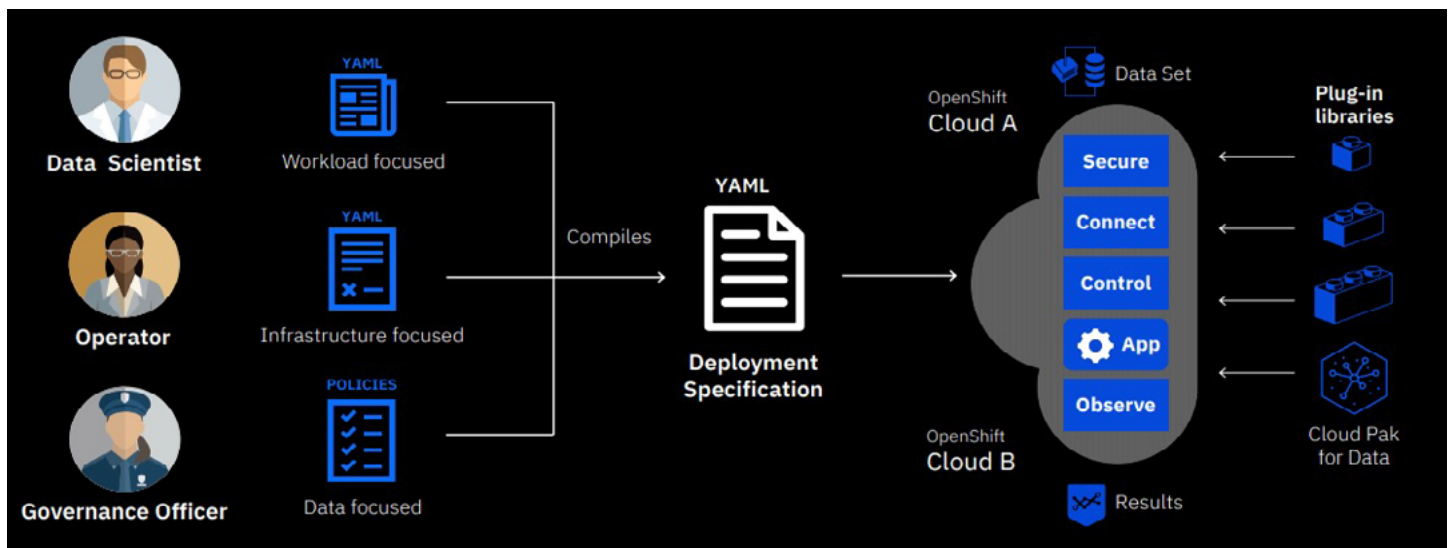 YAML
Data Scientist
Workload focused
YAML
Operator
Infrastructure focused
POLICIES
Governance Officer
Data focused
Compiles
YAML
Deployment
Specification
Data Set
OpenShift
Cloud A
Secure
Connect
Control
App
Observe
OpenShift
Cloud B
Results
Plug-in
libraries
Cloud Pak
for Data